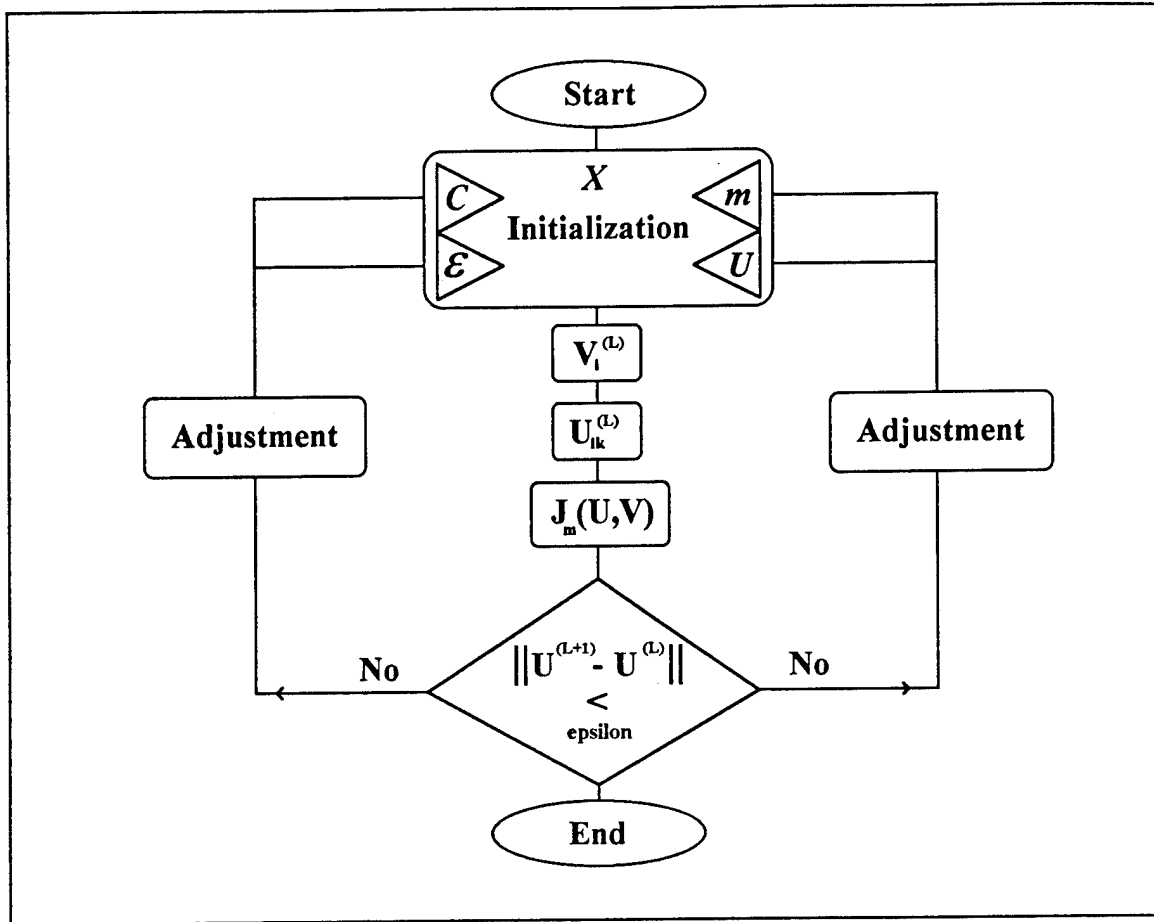 Start
X
C
m
Initialization
ε
U
V_i^(L)
U_ik^(L)
Adjustment
Adjustment
J_m(U,V)
No
||U^(L+1) - U^(L)||
No
<
epsilon
End